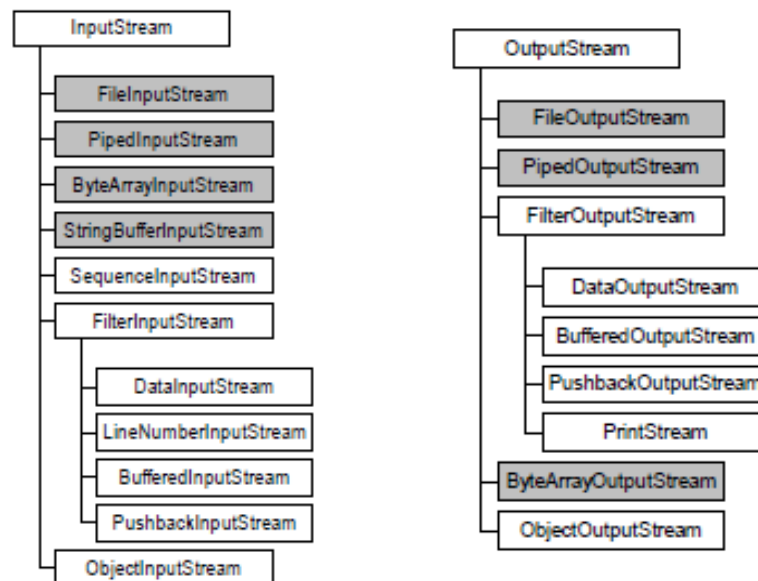 InputStream
FileInputStream
PipedInputStream
ByteArrayInputStream
StringBufferInputStream
SequenceInputStream
FilterInputStream
DataInputStream
LineNumberInputStream
BufferedInputStream
PushbackInputStream
ObjectInputStream
OutputStream
FileOutputStream
PipedOutputStream
FilterOutputStream
DataOutputStream
BufferedOutputStream
PushbackOutputStream
PrintStream
ByteArrayOutputStream
ObjectOutputStream